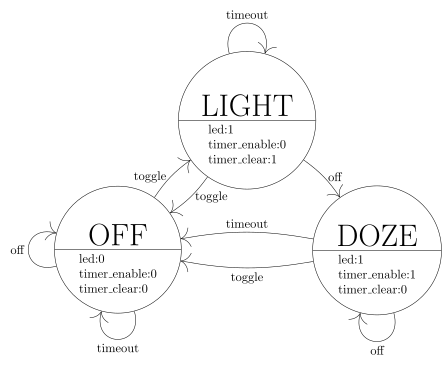 timeout
LIGHT
led:1
timer_enable:0
timer_clear:1
toggle
toggle
off
OFF
led:0
timer_enable:0
timer_clear:0
off
timeout
timeout
toggle
DOZE
led:1
timer_enable:1
timer_clear:0
off